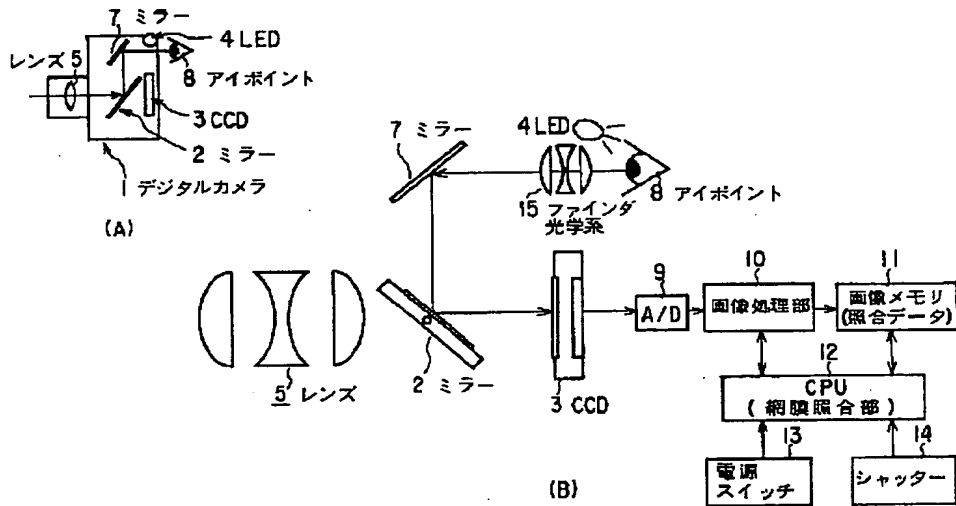 7 ミラー
4 LED
レンズ 5
8 アイポイント
3 CCD
2 ミラー
1 デジタルカメラ
(A)
7 ミラー
4 LED
8 アイポイント
15 ファインダ
光学系
5 レンズ
2 ミラー
3 CCD
9
A/D
10
画像処理部
11
画像メモリ
(照合データ)
12
CPU
(網膜照合部)
13
電源
スイッチ
14
シャッター
(B)